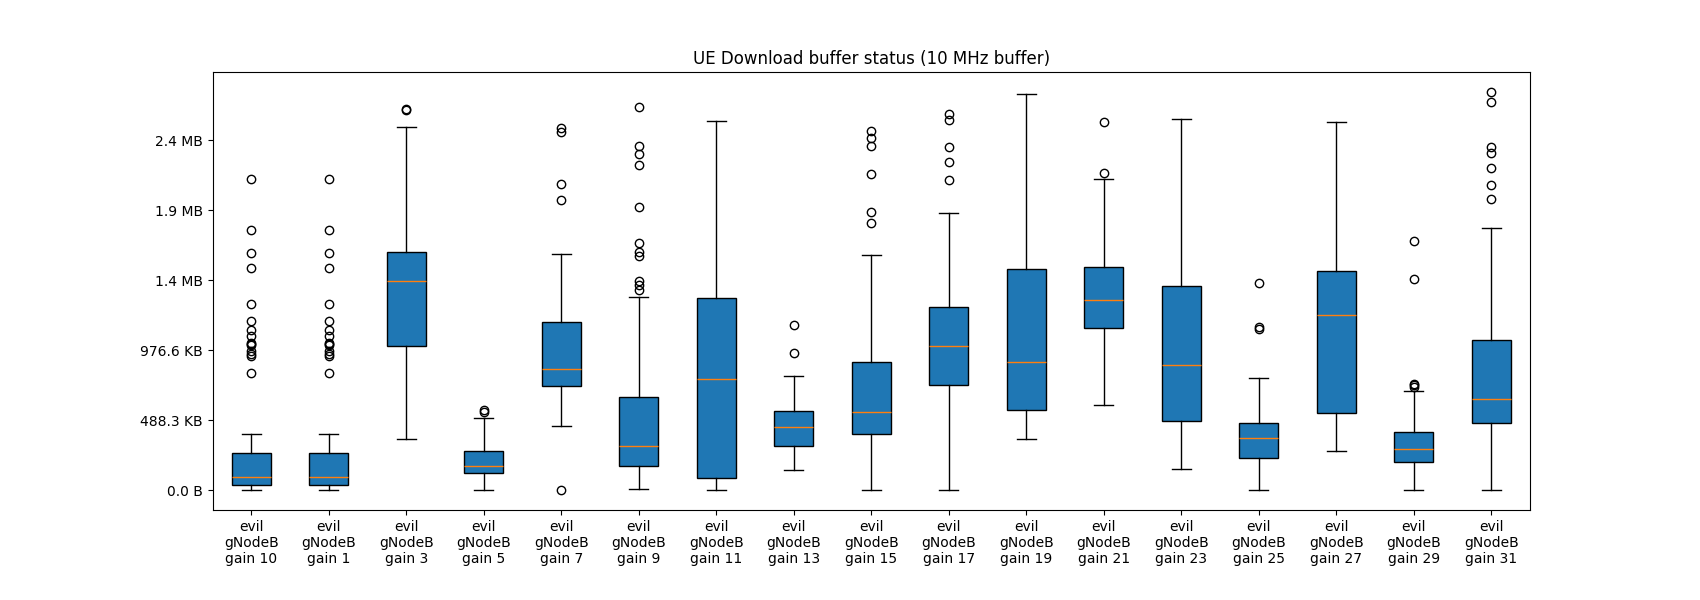 UE Download buffer status (10 MHz buffer)
2.4 MB
1.9 MB
1.4 MB
976.6 KB
488.3 KB
0.0 B
evil gNodeB gain 10
evil gNodeB gain 1
evil gNodeB gain 3
evil gNodeB gain 5
evil gNodeB gain 7
evil gNodeB gain 9
evil gNodeB gain 11
evil gNodeB gain 13
evil gNodeB gain 15
evil gNodeB gain 17
evil gNodeB gain 19
evil gNodeB gain 21
evil gNodeB gain 23
evil gNodeB gain 25
evil gNodeB gain 27
evil gNodeB gain 29
evil gNodeB gain 31